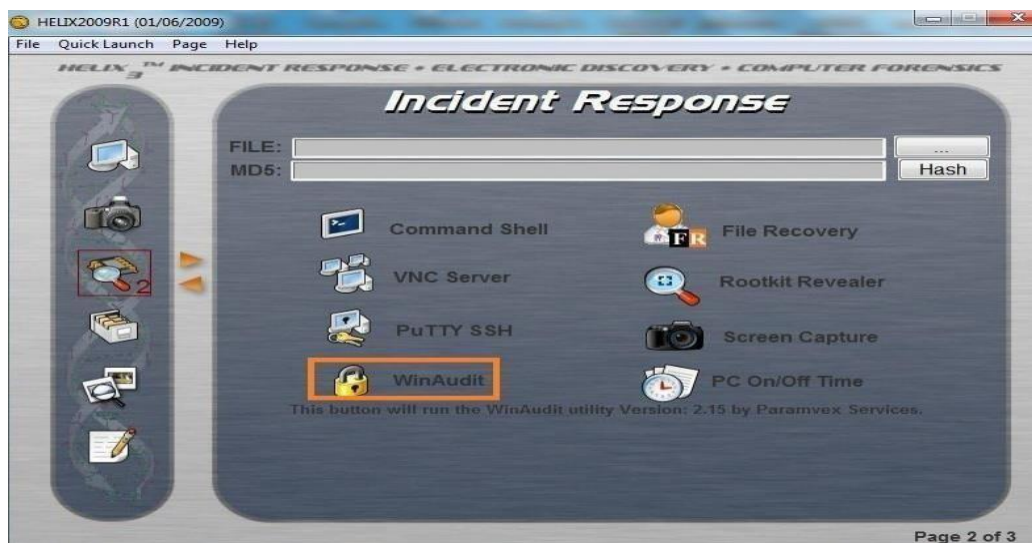 HELIX2009R1 (01/06/2009)
File Quick Launch Page Help
HELIX3™ INCIDENT RESPONSE • ELECTRONIC DISCOVERY • COMPUTER FORENSICS
Incident Response
FILE: ...
MD5: Hash
Command Shell
File Recovery
FR
VNC Server
Rootkit Revealer
2
PuTTY SSH
Screen Capture
WinAudit
PC On/Off Time
This button will run the WinAudit utility Version: 2.15 by Paramvex Services.
Page 2 of 3